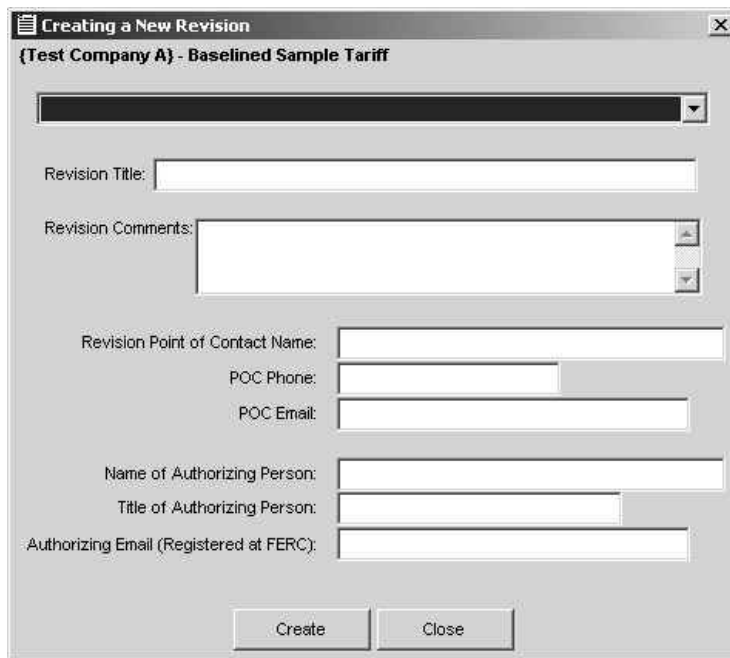 Creating a New Revision
{Test Company A} - Baselined Sample Tariff
Revision Title:
Revision Comments:
Revision Point of Contact Name:
POC Phone:
POC Email:
Name of Authorizing Person:
Title of Authorizing Person:
Authorizing Email (Registered at FERC):
Create Close